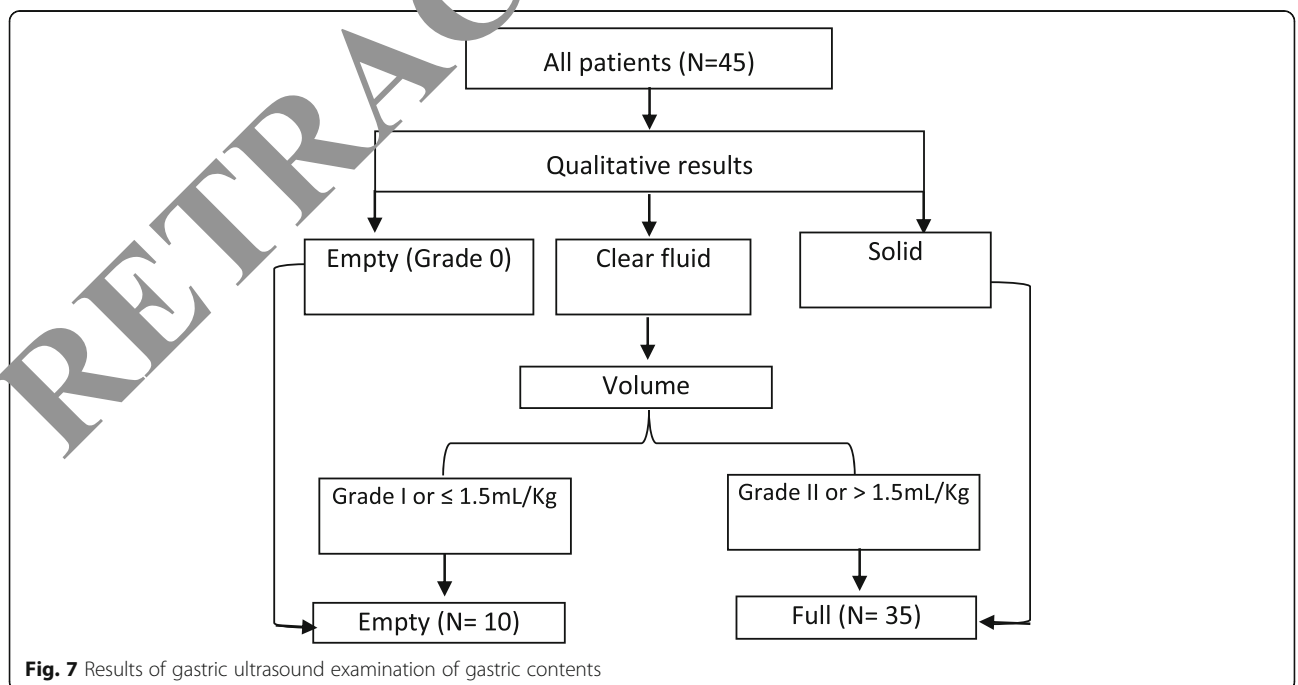 RETRAC
All patients (N=45)
Qualitative results
Empty (Grade 0)
Clear fluid
Solid
Volume
Grade I or ≤ 1.5mL/Kg
Grade II or > 1.5mL/Kg
Empty (N= 10)
Full (N= 35)
Fig. 7 Results of gastric ultrasound examination of gastric contents